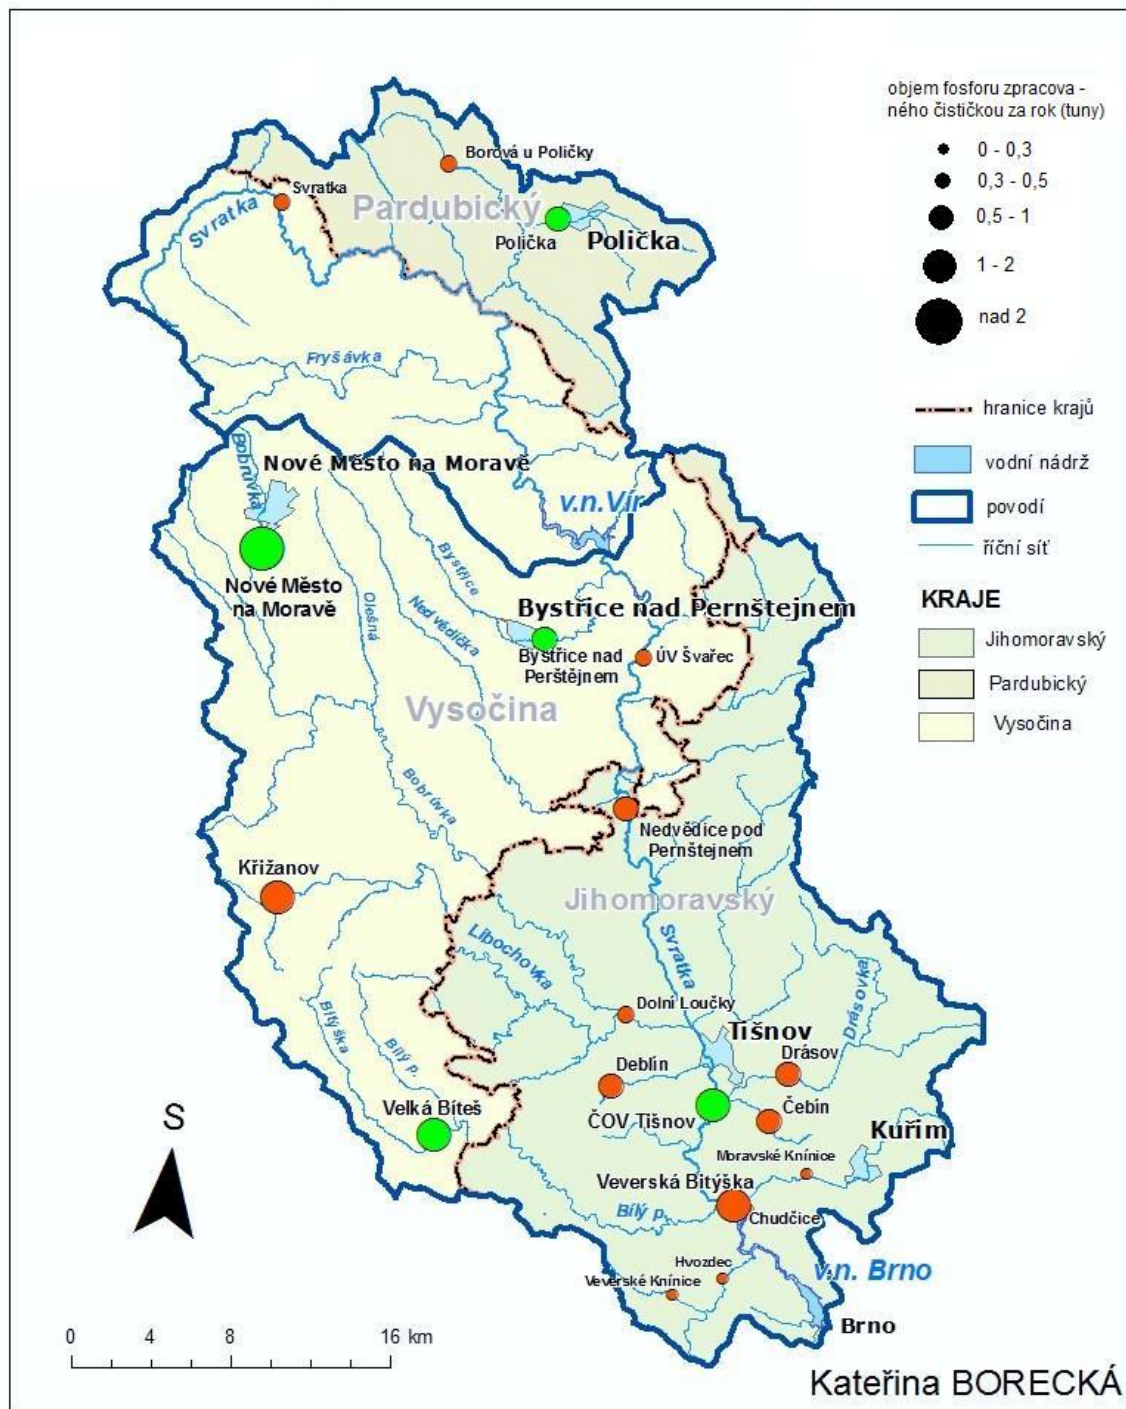 objem fosforu zpracova -
ného čističkou za rok (tuny)
0 - 0,3
0,3 - 0,5
0,5 - 1
1 - 2
nad 2
hranice krajů
vodní nádrž
povodí
říční síť
KRAJE
Jihomoravský
Pardubický
Vysočina
Borová u Poličky
Svratka
Pardubický
Svratka
Polička
Polička
Fryšávka
Bobrůvka
Nové Město na Moravě
v.n.Vír
Bystřice
Nové Město
na Moravě
Olešná
Nedvědička
Bystřice nad Pernštejnem
Bystřice nad
Perštějnem
ÚV Švařec
Vysočina
Bobrůvka
Nedvědice pod
Pernštejnem
Křižanov
Jihomoravský
Libochovka
Svratka
Drásovka
Bitýška
Bílý p.
Dolní Loučky
Tišnov
Drásov
Deblín
Velká Bíteš
ČOV Tišnov
Čebín
Kuřim
Moravské Knínice
Veverská Bitýška
Bílý p.
Chudčice
Hvozdec
Veverské Knínice
v.n. Brno
Brno
S
0 4 8 16 km
Kateřina BORECKÁ